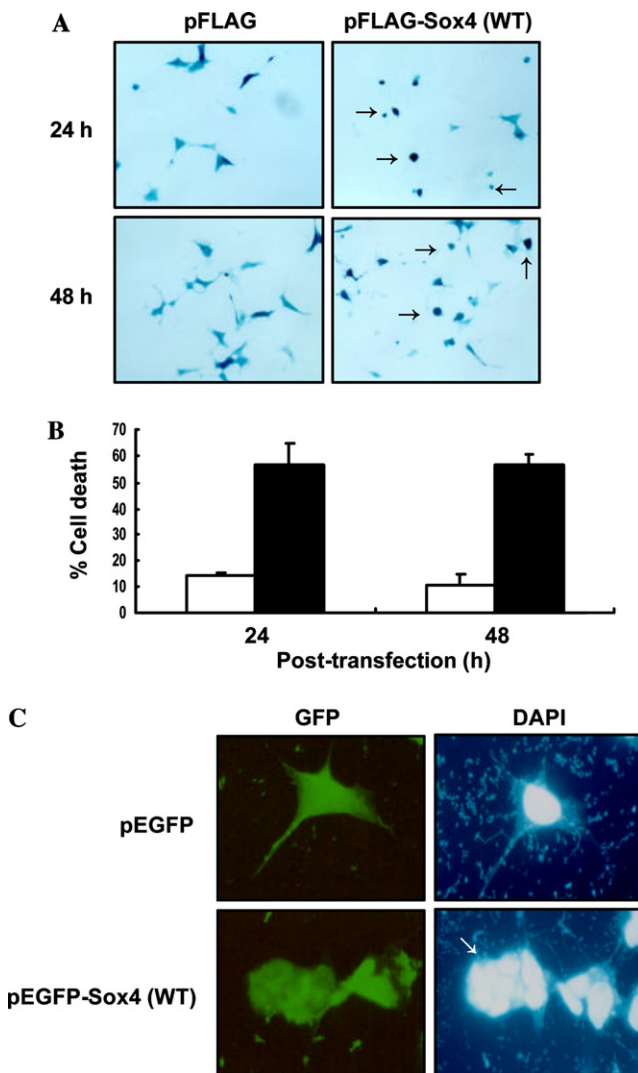 A
pFLAG pFLAG-Sox4 (WT)
24 h
48 h
B
% Cell death
70
60
50
40
30
20
10
0
24 48
Post-transfection (h)
C
GFP DAPI
pEGFP
pEGFP-Sox4 (WT)